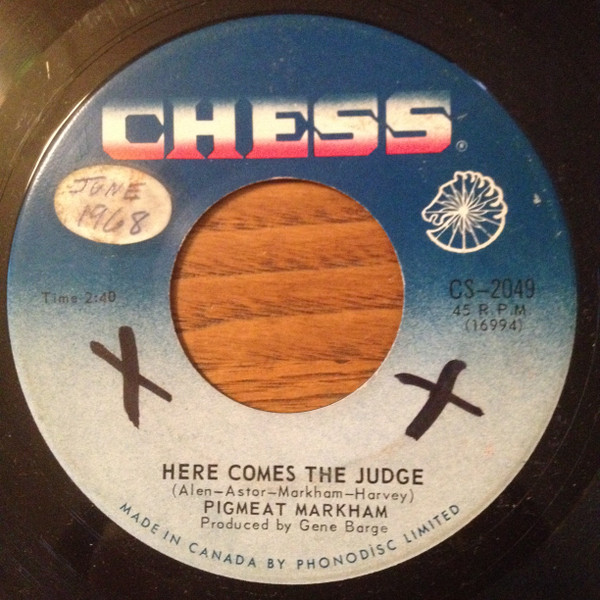 CHESS®
JUNE
1968
Time 2:40
CS-2049
45 R.P.M.
(16994)
X X
HERE COMES THE JUDGE
(Alen-Astor-Markham-Harvey)
PIGMEAT MARKHAM
Produced by Gene Barge
MADE IN CANADA BY PHONODISC LIMITED